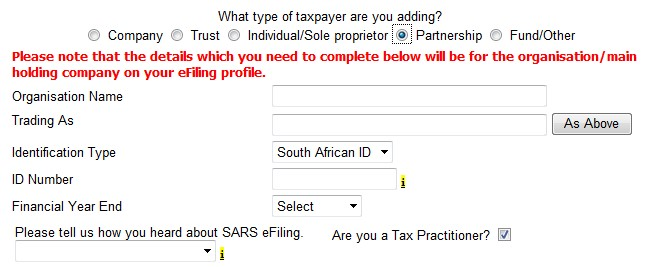 What type of taxpayer are you adding?
Company Trust Individual/Sole proprietor Partnership Fund/Other
Please note that the details which you need to complete below will be for the organisation/main
holding company on your eFiling profile.
Organisation Name
Trading As As Above
Identification Type South African ID
ID Number i
Financial Year End Select
Please tell us how you heard about SARS eFiling. Are you a Tax Practitioner?
i